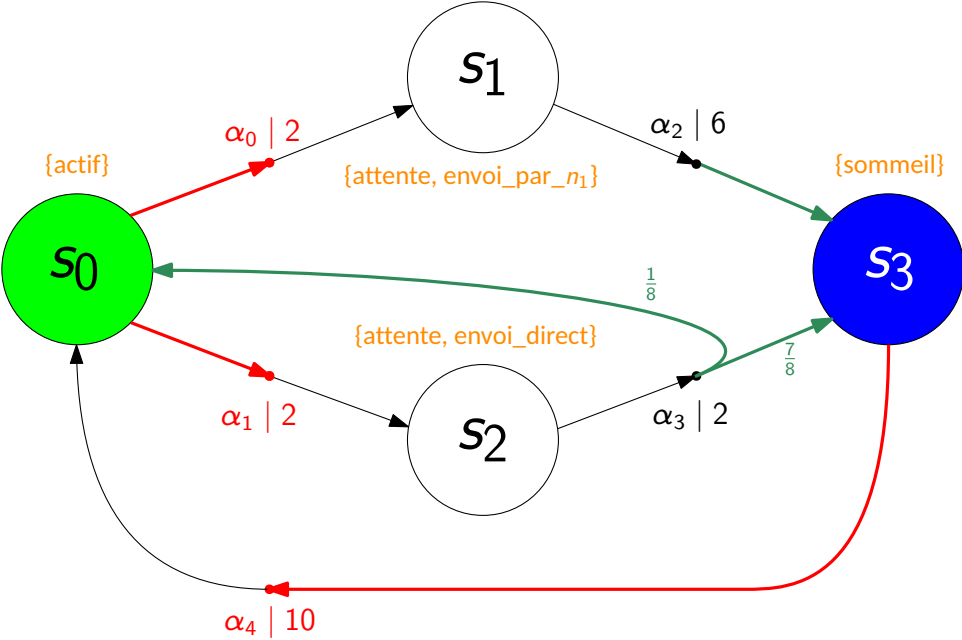 s1
α0 | 2
α2 | 6
{actif}
{attente, envoi_par_n1}
{sommeil}
s0
s3
1/8
{attente, envoi_direct}
7/8
α1 | 2
s2
α3 | 2
α4 | 10